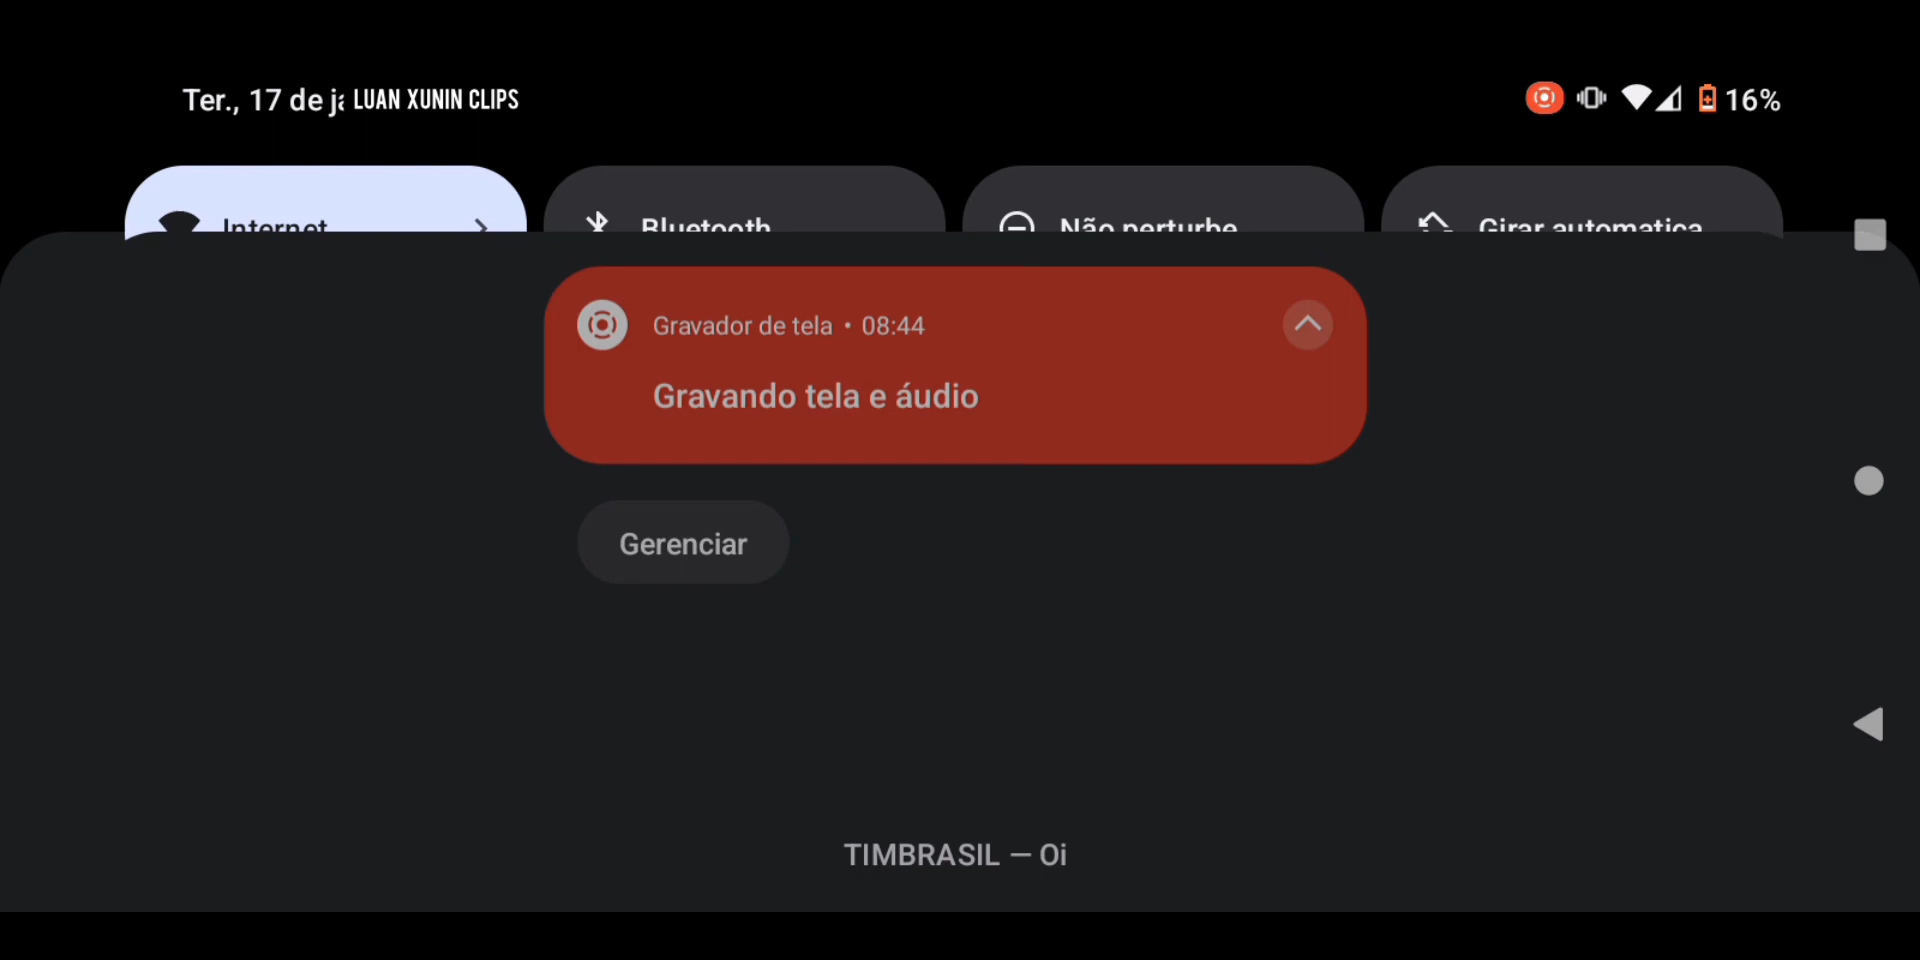 Ter., 17 de
LUAN XUNIN CLIPS
16%
Internet
Bluetooth
Não perturbe
Girar automatica
Gravador de tela • 08:44
Gravando tela e áudio
Gerenciar
TIMBRASIL — Oi